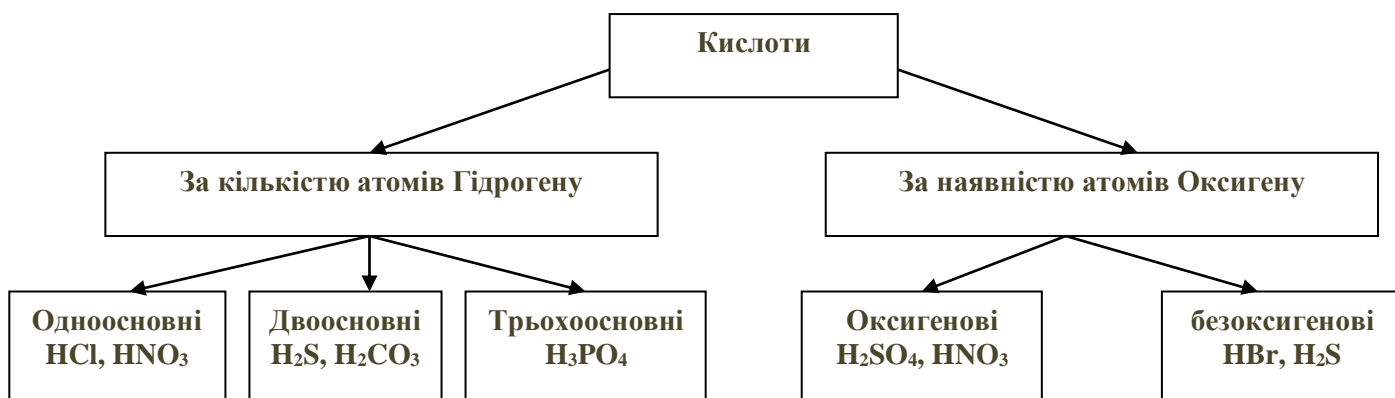 Кислоти
За кількістю атомів Гідрогену
За наявністю атомів Оксигену
Одноосновні
HCl, HNO₃
Двоосновні
H₂S, H₂CO₃
Трьохоосновні
H₃PO₄
Оксигенові
H₂SO₄, HNO₃
безоксигенові
HBr, H₂S